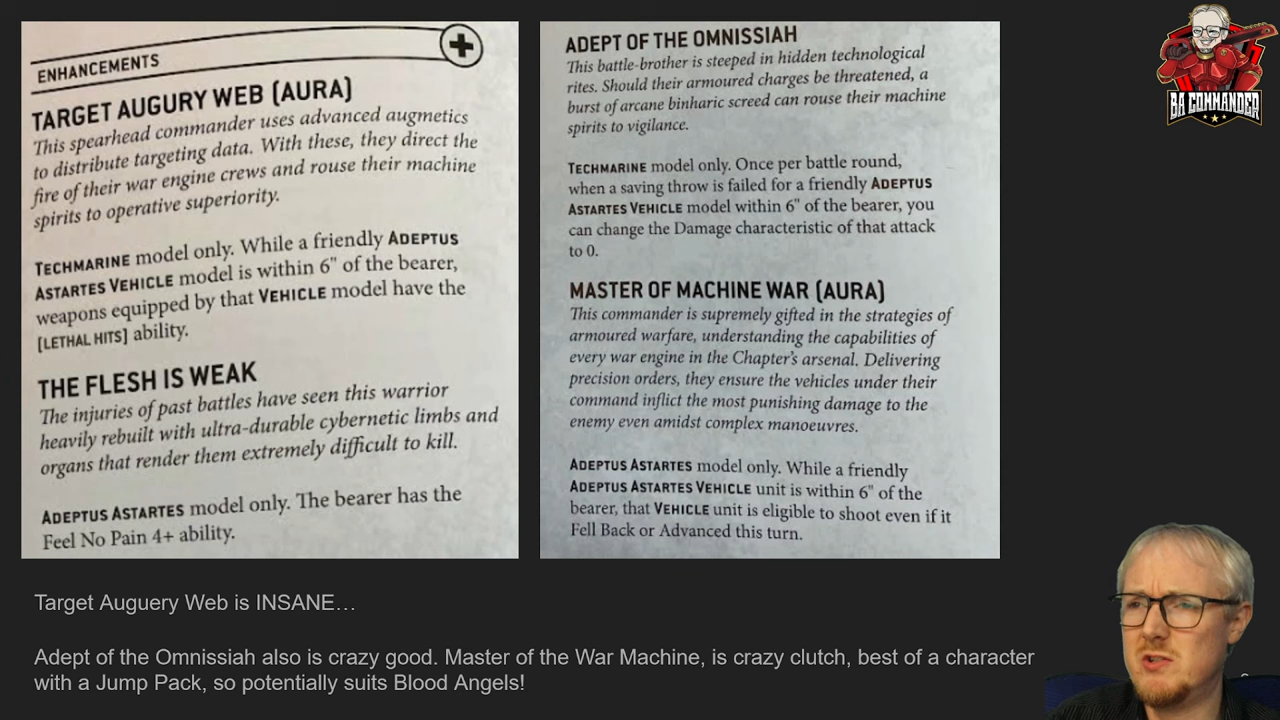 ENHANCEMENTS
TARGET AUGURY WEB (AURA)
This spearhead commander uses advanced augmetics
to distribute targeting data. With these, they direct the
fire of their war engine crews and rouse their machine
spirits to operative superiority.
TECHMARINE model only. While a friendly ADEPTUS
ASTARTES VEHICLE model is within 6" of the bearer,
weapons equipped by that VEHICLE model have the
[LETHAL HITS] ability.
THE FLESH IS WEAK
The injuries of past battles have seen this warrior
heavily rebuilt with ultra-durable cybernetic limbs and
organs that render them extremely difficult to kill.
ADEPTUS ASTARTES model only. The bearer has the
Feel No Pain 4+ ability.
ADEPT OF THE OMNISSIAH
This battle-brother is steeped in hidden technological
rites. Should their armoured charges be threatened, a
burst of arcane binharic screed can rouse their machine
spirits to vigilance.
TECHMARINE model only. Once per battle round,
when a saving throw is failed for a friendly ADEPTUS
ASTARTES VEHICLE model within 6" of the bearer, you
can change the Damage characteristic of that attack
to 0.
MASTER OF MACHINE WAR (AURA)
This commander is supremely gifted in the strategies of
armoured warfare, understanding the capabilities of
every war engine in the Chapter's arsenal. Delivering
precision orders, they ensure the vehicles under their
command inflict the most punishing damage to the
enemy even amidst complex manoeuvres.
ADEPTUS ASTARTES model only. While a friendly
ADEPTUS ASTARTES VEHICLE unit is within 6" of the
bearer, that VEHICLE unit is eligible to shoot even if it
Fell Back or Advanced this turn.
BA COMMANDER
Target Auguery Web is INSANE…
Adept of the Omnissiah also is crazy good. Master of the War Machine, is crazy clutch, best of a character
with a Jump Pack, so potentially suits Blood Angels!